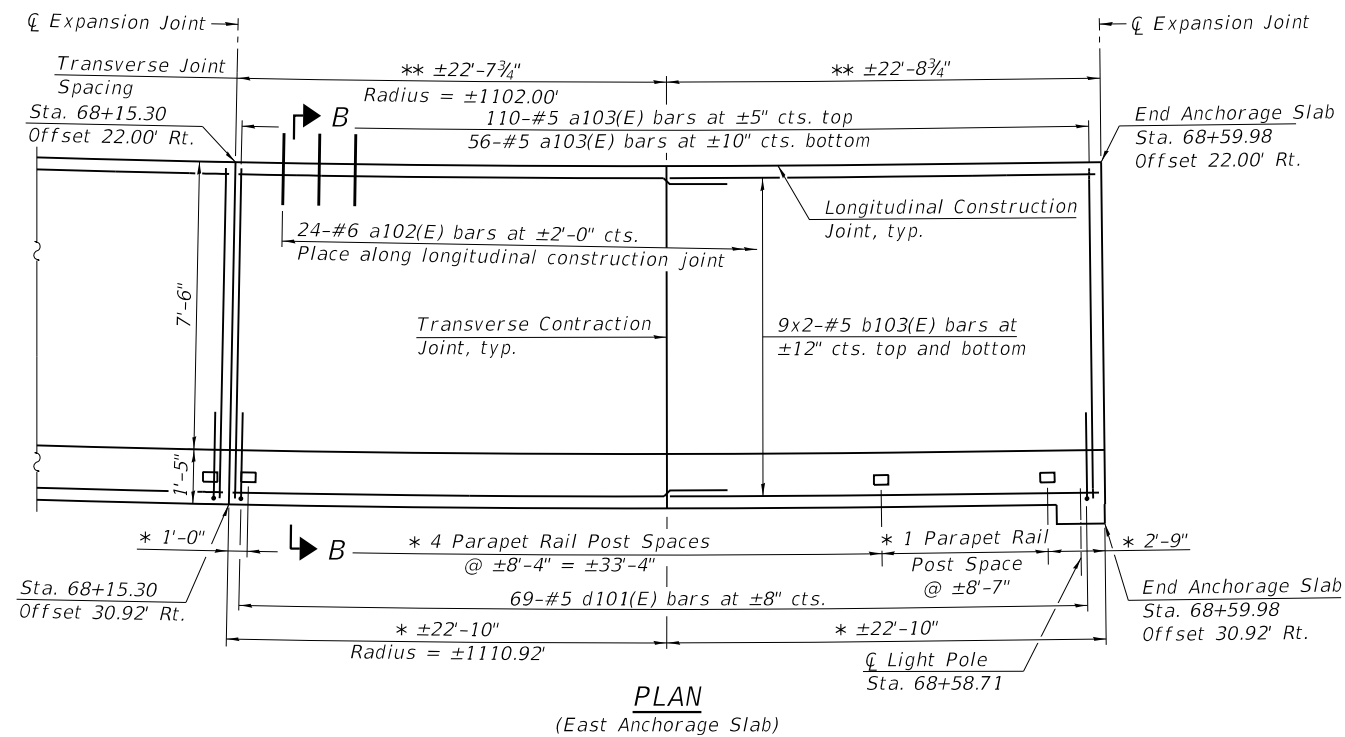 ℄ Expansion Joint
℄ Expansion Joint
Transverse Joint
Spacing
** ±22'-7¾"
** ±22'-8¾"
Radius = ±1102.00'
Sta. 68+15.30
Offset 22.00' Rt.
B
110-#5 a103(E) bars at ±5" cts. top
56-#5 a103(E) bars at ±10" cts. bottom
End Anchorage Slab
Sta. 68+59.98
Offset 22.00' Rt.
24-#6 a102(E) bars at ±2'-0" cts.
Place along longitudinal construction joint
Longitudinal Construction
Joint, typ.
7'-6"
Transverse Contraction
Joint, typ.
9x2-#5 b103(E) bars at
±12" cts. top and bottom
1'-5"
* 1'-0"
B
* 4 Parapet Rail Post Spaces
@ ±8'-4" = ±33'-4"
* 1 Parapet Rail
Post Space
@ ±8'-7"
* 2'-9"
Sta. 68+15.30
Offset 30.92' Rt.
69-#5 d101(E) bars at ±8" cts.
End Anchorage Slab
Sta. 68+59.98
Offset 30.92' Rt.
* ±22'-10"
* ±22'-10"
Radius = ±1110.92'
℄ Light Pole
Sta. 68+58.71
PLAN
(East Anchorage Slab)